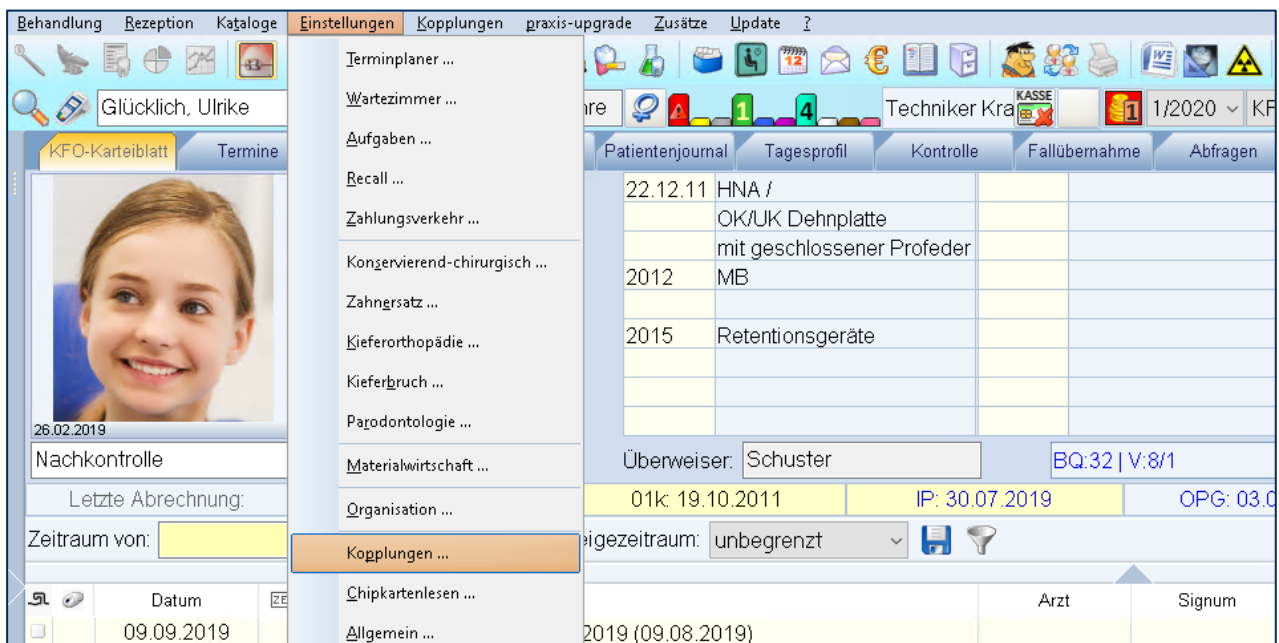 Behandlung Rezeption Kataloge Einstellungen Kopplungen praxis-upgrade Zusätze Update ?
Glücklich, Ulrike
Techniker Kra
KASSE
1
4
1
1/2020
KF
KFO-Karteiblatt Termine Patientenjournal Tagesprofil Kontrolle Fallübernahme Abfragen
Terminplaner ...
Wartezimmer ...
Aufgaben ...
Recall ...
Zahlungsverkehr ...
Konservierend-chirurgisch ...
Zahnersatz ...
Kieferorthopädie ...
Kieferbruch ...
Parodontologie ...
Materialwirtschaft ...
Organisation ...
Kopplungen ...
Chipkartenlesen ...
Allgemein ...
22.12.11 HNA /
OK/UK Dehnplatte
mit geschlossener Profeder
2012 MB
2015 Retentionsgeräte
26.02.2019
Nachkontrolle
Überweiser: Schuster
BQ:32 | V:8/1
Letzte Abrechnung:
01k: 19.10.2011
IP: 30.07.2019
OPG: 03.0
Zeitraum von:
eigezeitraum: unbegrenzt
Datum
Arzt Signum
09.09.2019
2019 (09.08.2019)